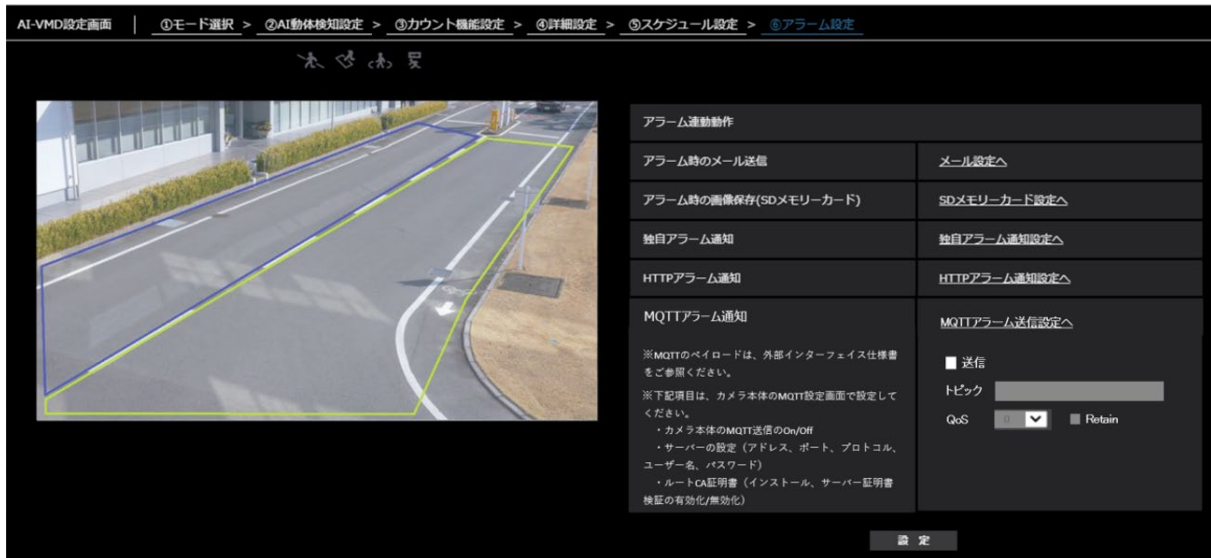 AI-VMD設定画面 ①モード選択 > ②AI動体検知設定 > ③カウント機能設定 > ④詳細設定 > ⑤スケジュール設定 > ⑥アラーム設定
アラーム連動動作
アラーム時のメール送信 メール設定へ
アラーム時の画像保存(SDメモリーカード) SDメモリーカード設定へ
独自アラーム通知 独自アラーム通知設定へ
HTTPアラーム通知 HTTPアラーム通知設定へ
MQTTアラーム通知 MQTTアラーム送信設定へ
※MQTTのペイロードは、外部インターフェイス仕様書
をご参照ください。
※下記項目は、カメラ本体のMQTT設定画面で設定して
ください。
・カメラ本体のMQTT送信のOn/Off
・サーバーの設定（アドレス、ポート、プロトコル、
ユーザー名、パスワード）
・ルートCA証明書（インストール、サーバー証明書
検証の有効化/無効化）
送信
トピック
QoS 0 Retain
設 定